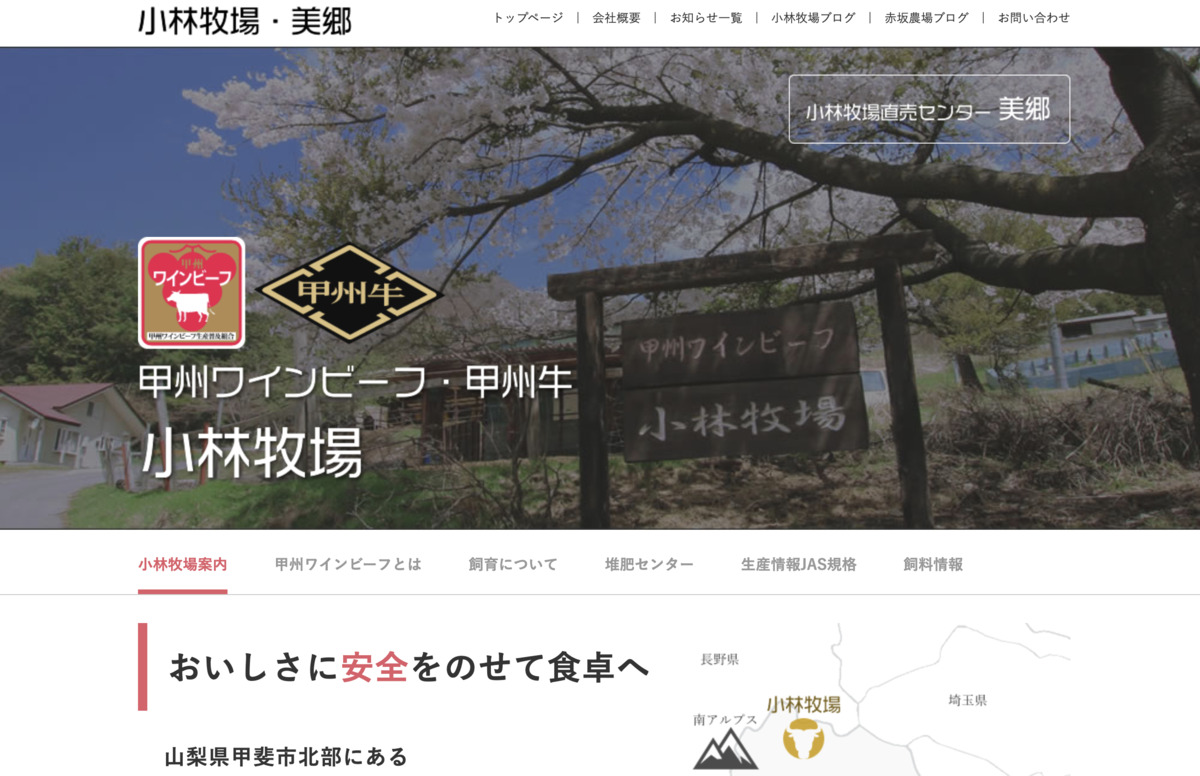 小林牧場・美郷
トップページ | 会社概要 | お知らせ一覧 | 小林牧場ブログ | 赤坂農場ブログ | お問い合わせ
小林牧場直売センター 美郷
甲州
ワインビーフ
甲州ワインビーフ生産普及組合
甲州牛
甲州ワインビーフ
小林牧場
甲州ワインビーフ・甲州牛
小林牧場
小林牧場案内 甲州ワインビーフとは 飼育について 堆肥センター 生産情報JAS規格 飼料情報
おいしさに安全をのせて食卓へ
山梨県甲斐市北部にある
長野県
埼玉県
小林牧場
南アルプス